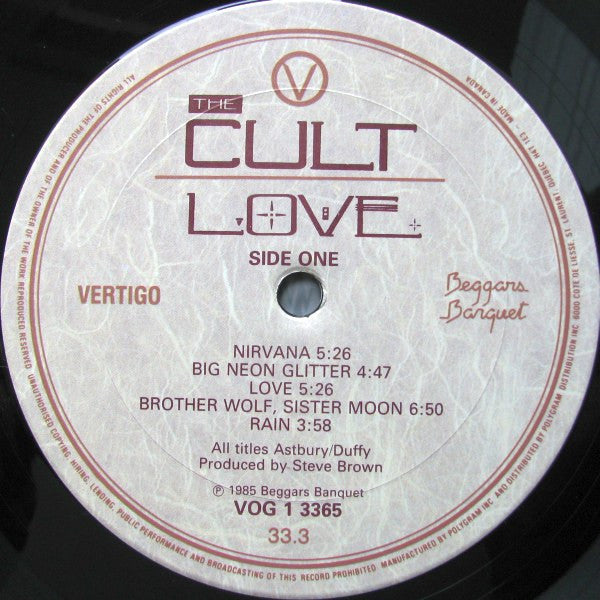 V
THE
CULT
LOVE
SIDE ONE
VERTIGO
Beggars
Banquet
NIRVANA 5:26
BIG NEON GLITTER 4:47
LOVE 5:26
BROTHER WOLF, SISTER MOON 6:50
RAIN 3:58
All titles Astbury/Duffy
Produced by Steve Brown
℗ 1985 Beggars Banquet
VOG 1 3365
33.3
ALL RIGHTS OF THE PRODUCER AND OF THE OWNER OF THE WORK REPRODUCED RESERVED. UNAUTHORISED COPYING, HIRING, LENDING, PUBLIC PERFORMANCE AND BROADCASTING OF THIS RECORD PROHIBITED. MANUFACTURED BY POLYGRAM INC AND DISTRIBUTED BY POLYGRAM DISTRIBUTION INC 6000 COTE DE LIESSE, ST LAURENT QUEBEC H4T 1E3 - MADE IN CANADA